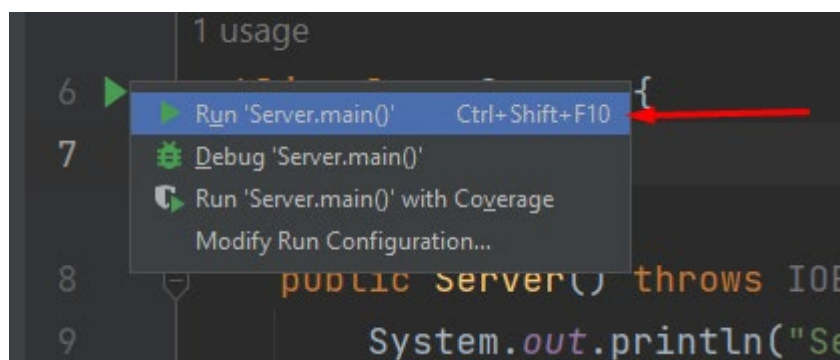 1 usage
6
{
Run 'Server.main()' Ctrl+Shift+F10
7
Debug 'Server.main()'
Run 'Server.main()' with Coverage
Modify Run Configuration...
8 public Server() throws
9 System.out.println("